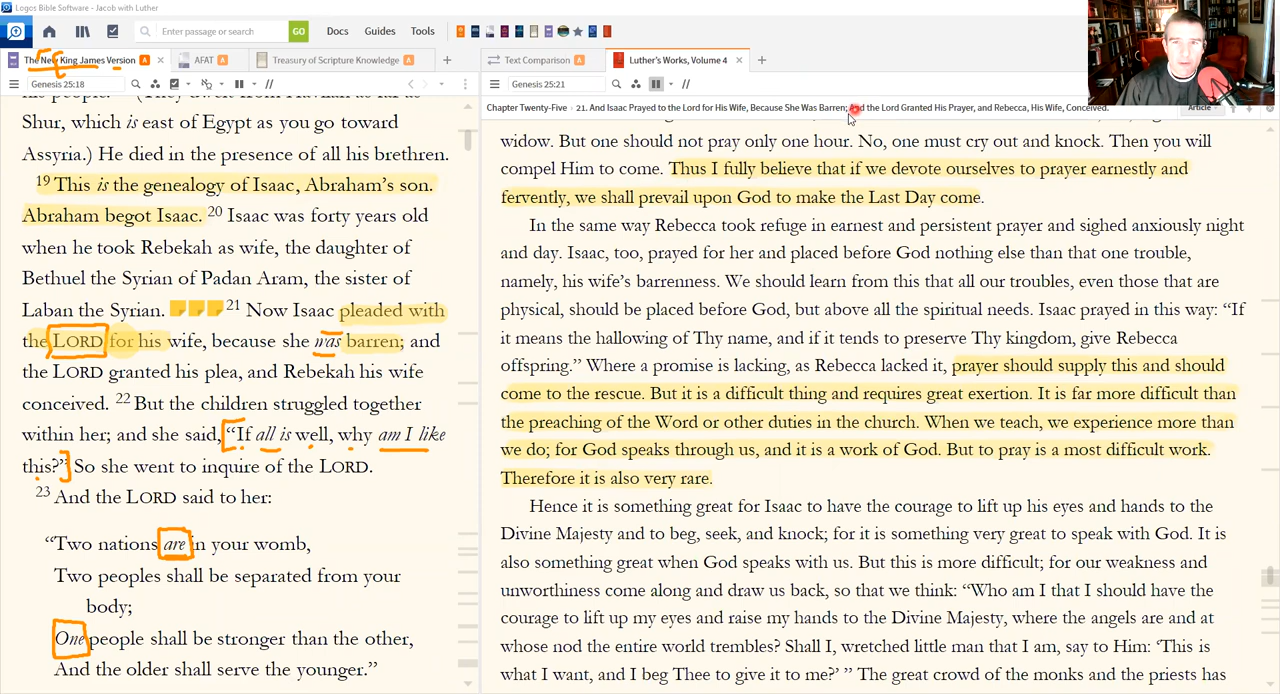 Logos Bible Software - Jacob with Luther
Enter passage or search GO Docs Guides Tools
The New King James Version A × AFAT A Treasury of Scripture Knowledge A +
Genesis 25:18
his people.” (They dwelt from Havilah as far as
Shur, which is east of Egypt as you go toward
Assyria.) He died in the presence of all his brethren.
19 This is the genealogy of Isaac, Abraham’s son.
Abraham begot Isaac. 20 Isaac was forty years old
when he took Rebekah as wife, the daughter of
Bethuel the Syrian of Padan Aram, the sister of
Laban the Syrian. 21 Now Isaac pleaded with
the LORD for his wife, because she was barren; and
the LORD granted his plea, and Rebekah his wife
conceived. 22 But the children struggled together
within her; and she said, “If all is well, why am I like
this?” So she went to inquire of the LORD.
23 And the LORD said to her:
“Two nations are in your womb,
Two peoples shall be separated from your
body;
One people shall be stronger than the other,
And the older shall serve the younger.”
Text Comparison A Luther's Works, Volume 4 × +
Genesis 25:21
Chapter Twenty-Five › 21. And Isaac Prayed to the Lord for His Wife, Because She Was Barren; And the Lord Granted His Prayer, and Rebecca, His Wife, Conceived. Article
widow. But one should not pray only one hour. No, one must cry out and knock. Then you will
compel Him to come. Thus I fully believe that if we devote ourselves to prayer earnestly and
fervently, we shall prevail upon God to make the Last Day come.
In the same way Rebecca took refuge in earnest and persistent prayer and sighed anxiously night
and day. Isaac, too, prayed for her and placed before God nothing else than that one trouble,
namely, his wife’s barrenness. We should learn from this that all our troubles, even those that are
physical, should be placed before God, but above all the spiritual needs. Isaac prayed in this way: “If
it means the hallowing of Thy name, and if it tends to preserve Thy kingdom, give Rebecca
offspring.” Where a promise is lacking, as Rebecca lacked it, prayer should supply this and should
come to the rescue. But it is a difficult thing and requires great exertion. It is far more difficult than
the preaching of the Word or other duties in the church. When we teach, we experience more than
we do; for God speaks through us, and it is a work of God. But to pray is a most difficult work.
Therefore it is also very rare.
Hence it is something great for Isaac to have the courage to lift up his eyes and hands to the
Divine Majesty and to beg, seek, and knock; for it is something very great to speak with God. It is
also something great when God speaks with us. But this is more difficult; for our weakness and
unworthiness come along and draw us back, so that we think: “Who am I that I should have the
courage to lift up my eyes and raise my hands to the Divine Majesty, where the angels are and at
whose nod the entire world trembles? Shall I, wretched little man that I am, say to Him: ‘This is
what I want, and I beg Thee to give it to me?’ ” The great crowd of the monks and the priests has